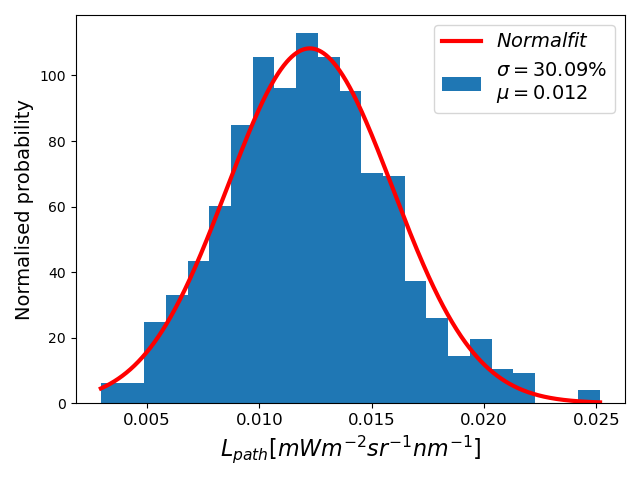 Normalfit
σ = 30.09%
μ = 0.012
Normalised probability
100
80
60
40
20
0
0.005 0.010 0.015 0.020 0.025
L_path[mWm⁻²sr⁻¹nm⁻¹]